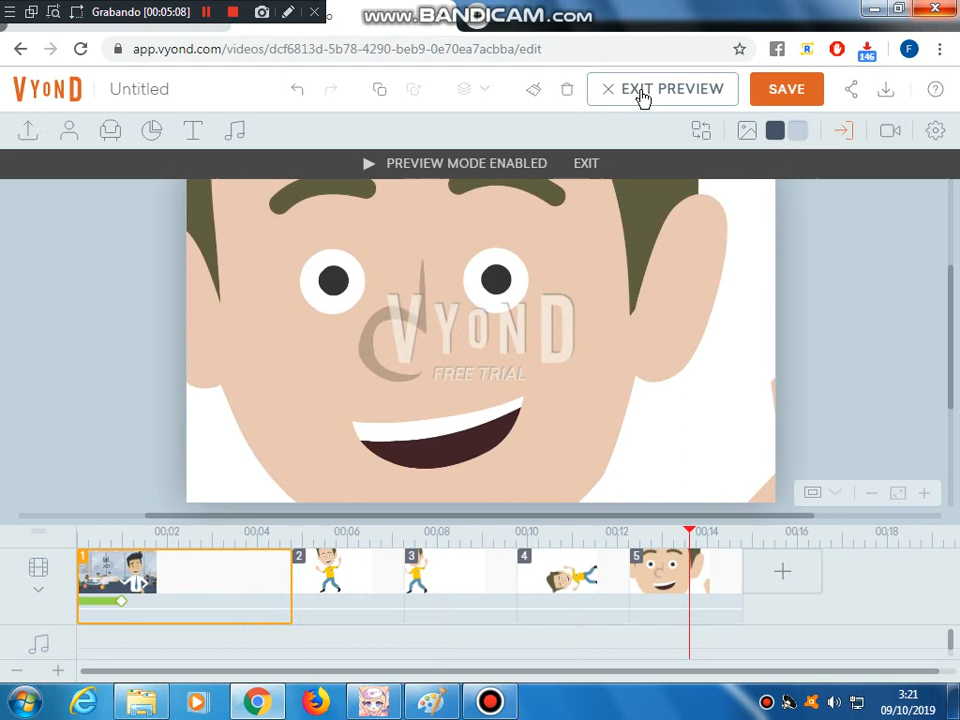 Grabando [00:05:08]
www.BANDICAM.com
app.vyond.com/videos/dcf6813d-5b78-4290-beb9-0e70ea7acbba/edit
146
F
VYOND
Untitled
EXIT PREVIEW
SAVE
PREVIEW MODE ENABLED EXIT
VYOND
FREE TRIAL
00:02 00:04 00:06 00:08 00:10 00:12 00:14 00:16 00:18
1 2 3 4 5
3:21
09/10/2019